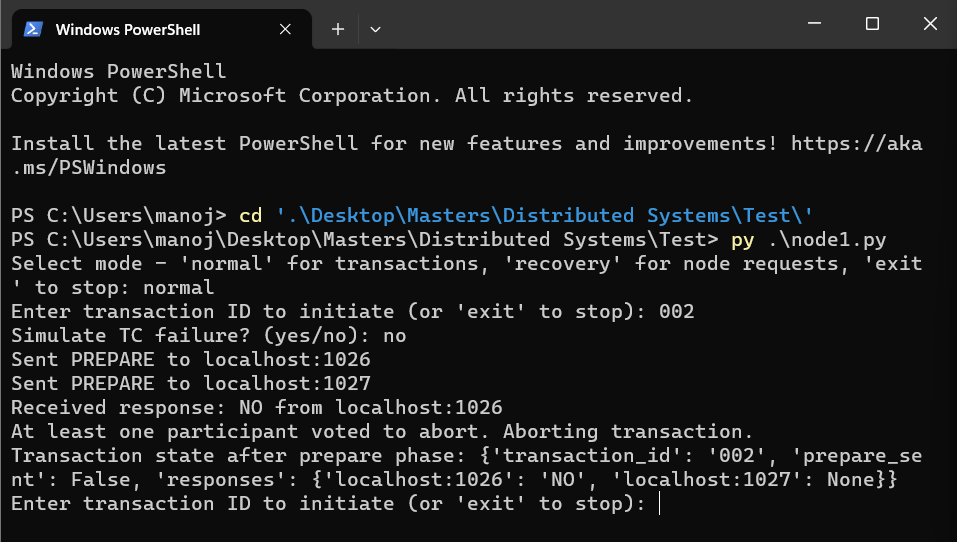 Windows PowerShell
Windows PowerShell
Copyright (C) Microsoft Corporation. All rights reserved.
Install the latest PowerShell for new features and improvements! https://aka
.ms/PSWindows
PS C:\Users\manoj> cd '.\Desktop\Masters\Distributed Systems\Test\'
PS C:\Users\manoj\Desktop\Masters\Distributed Systems\Test> py .\node1.py
Select mode - 'normal' for transactions, 'recovery' for node requests, 'exit
' to stop: normal
Enter transaction ID to initiate (or 'exit' to stop): 002
Simulate TC failure? (yes/no): no
Sent PREPARE to localhost:1026
Sent PREPARE to localhost:1027
Received response: NO from localhost:1026
At least one participant voted to abort. Aborting transaction.
Transaction state after prepare phase: {'transaction_id': '002', 'prepare_se
nt': False, 'responses': {'localhost:1026': 'NO', 'localhost:1027': None}}
Enter transaction ID to initiate (or 'exit' to stop):